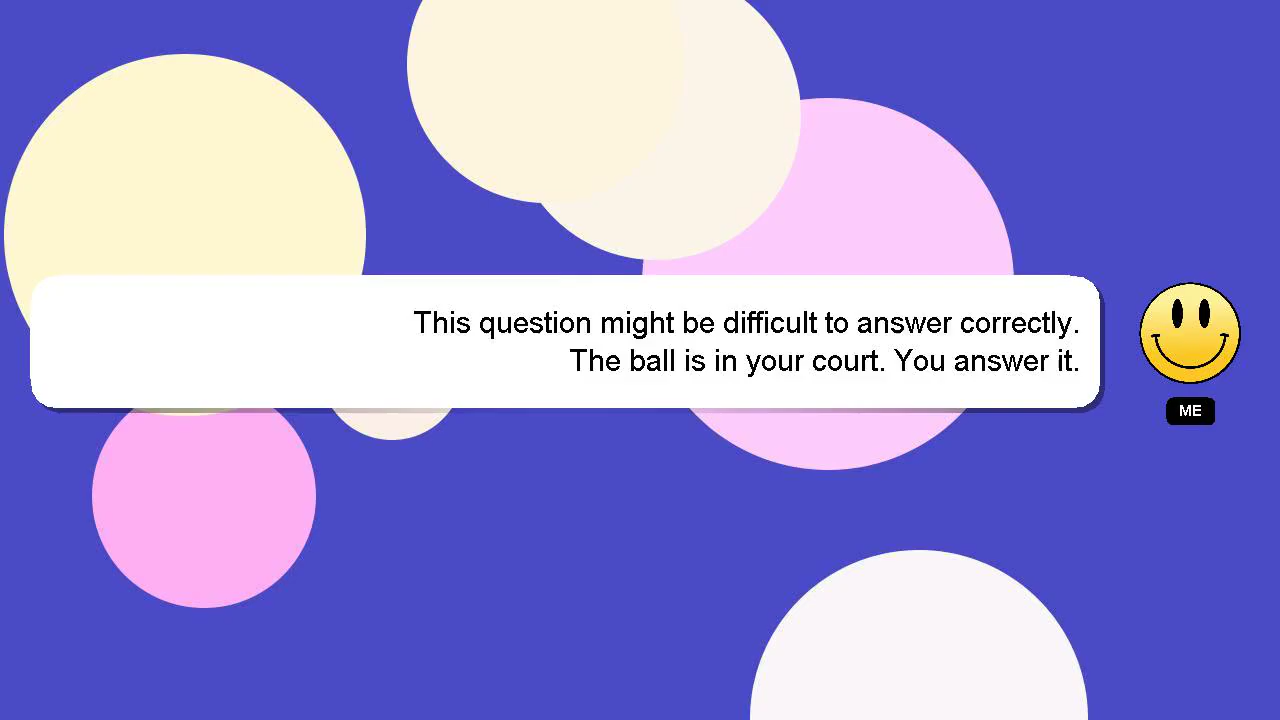 This question might be difficult to answer correctly.
The ball is in your court. You answer it.
ME